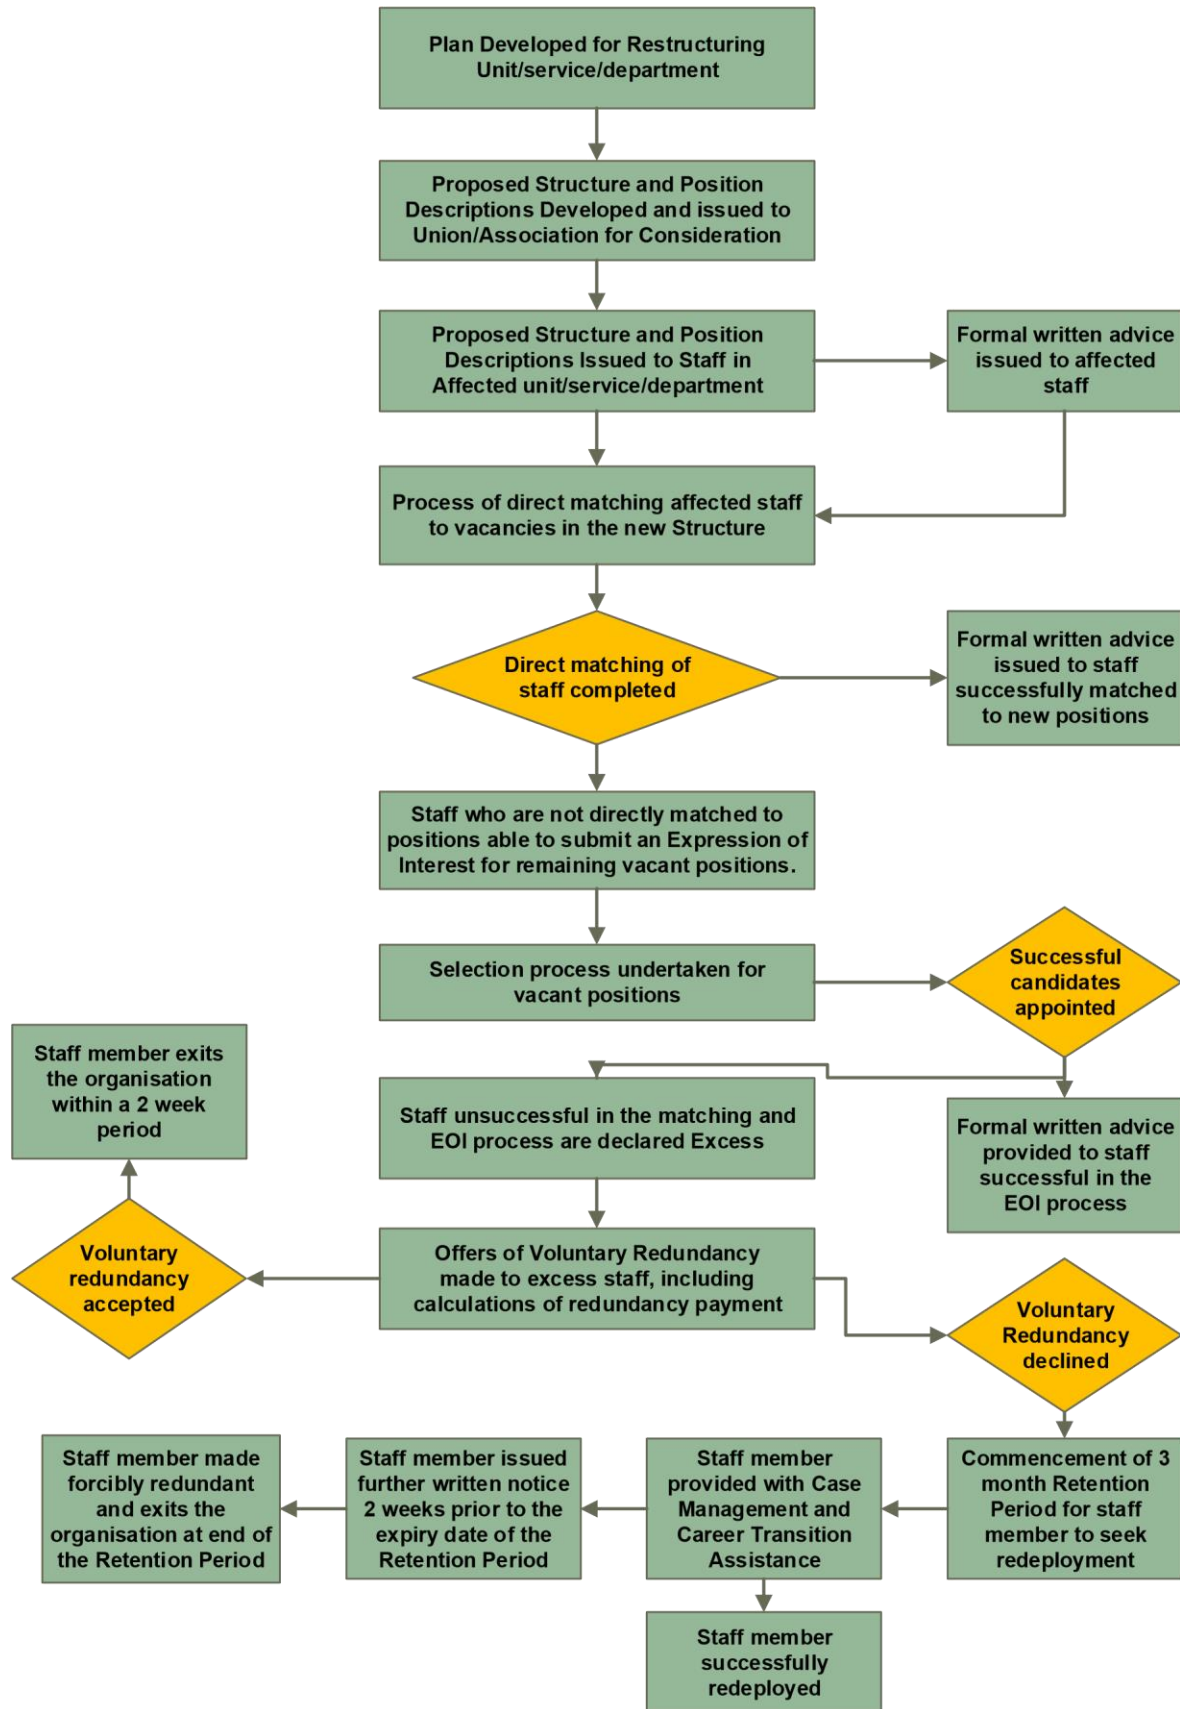 Plan Developed for Restructuring
Unit/service/department
Proposed Structure and Position
Descriptions Developed and issued to
Union/Association for Consideration
Proposed Structure and Position
Descriptions Issued to Staff in
Affected unit/service/department
Formal written advice
issued to affected
staff
Process of direct matching affected staff
to vacancies in the new Structure
Direct matching of
staff completed
Formal written advice
issued to staff
successfully matched
to new positions
Staff who are not directly matched to
positions able to submit an Expression of
Interest for remaining vacant positions.
Selection process undertaken for
vacant positions
Successful
candidates
appointed
Staff member exits
the organisation
within a 2 week
period
Staff unsuccessful in the matching and
EOI process are declared Excess
Formal written advice
provided to staff
successful in the
EOI process
Voluntary
redundancy
accepted
Offers of Voluntary Redundancy
made to excess staff, including
calculations of redundancy payment
Voluntary
Redundancy
declined
Staff member made
forcibly redundant
and exits the
organisation at end of
the Retention Period
Staff member issued
further written notice
2 weeks prior to the
expiry date of the
Retention Period
Staff member
provided with Case
Management and
Career Transition
Assistance
Commencement of 3
month Retention
Period for staff
member to seek
redeployment
Staff member
successfully
redeployed